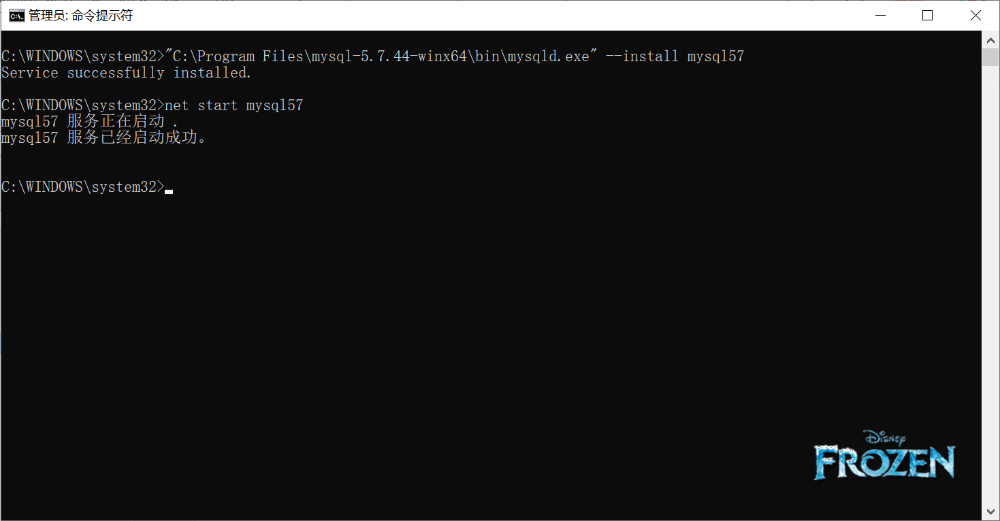 管理员: 命令提示符
C:\WINDOWS\system32>"C:\Program Files\mysql-5.7.44-winx64\bin\mysqld.exe" --install mysql57
Service successfully installed.
C:\WINDOWS\system32>net start mysql57
mysql57 服务正在启动 .
mysql57 服务已经启动成功。
C:\WINDOWS\system32>
Disney
FROZEN